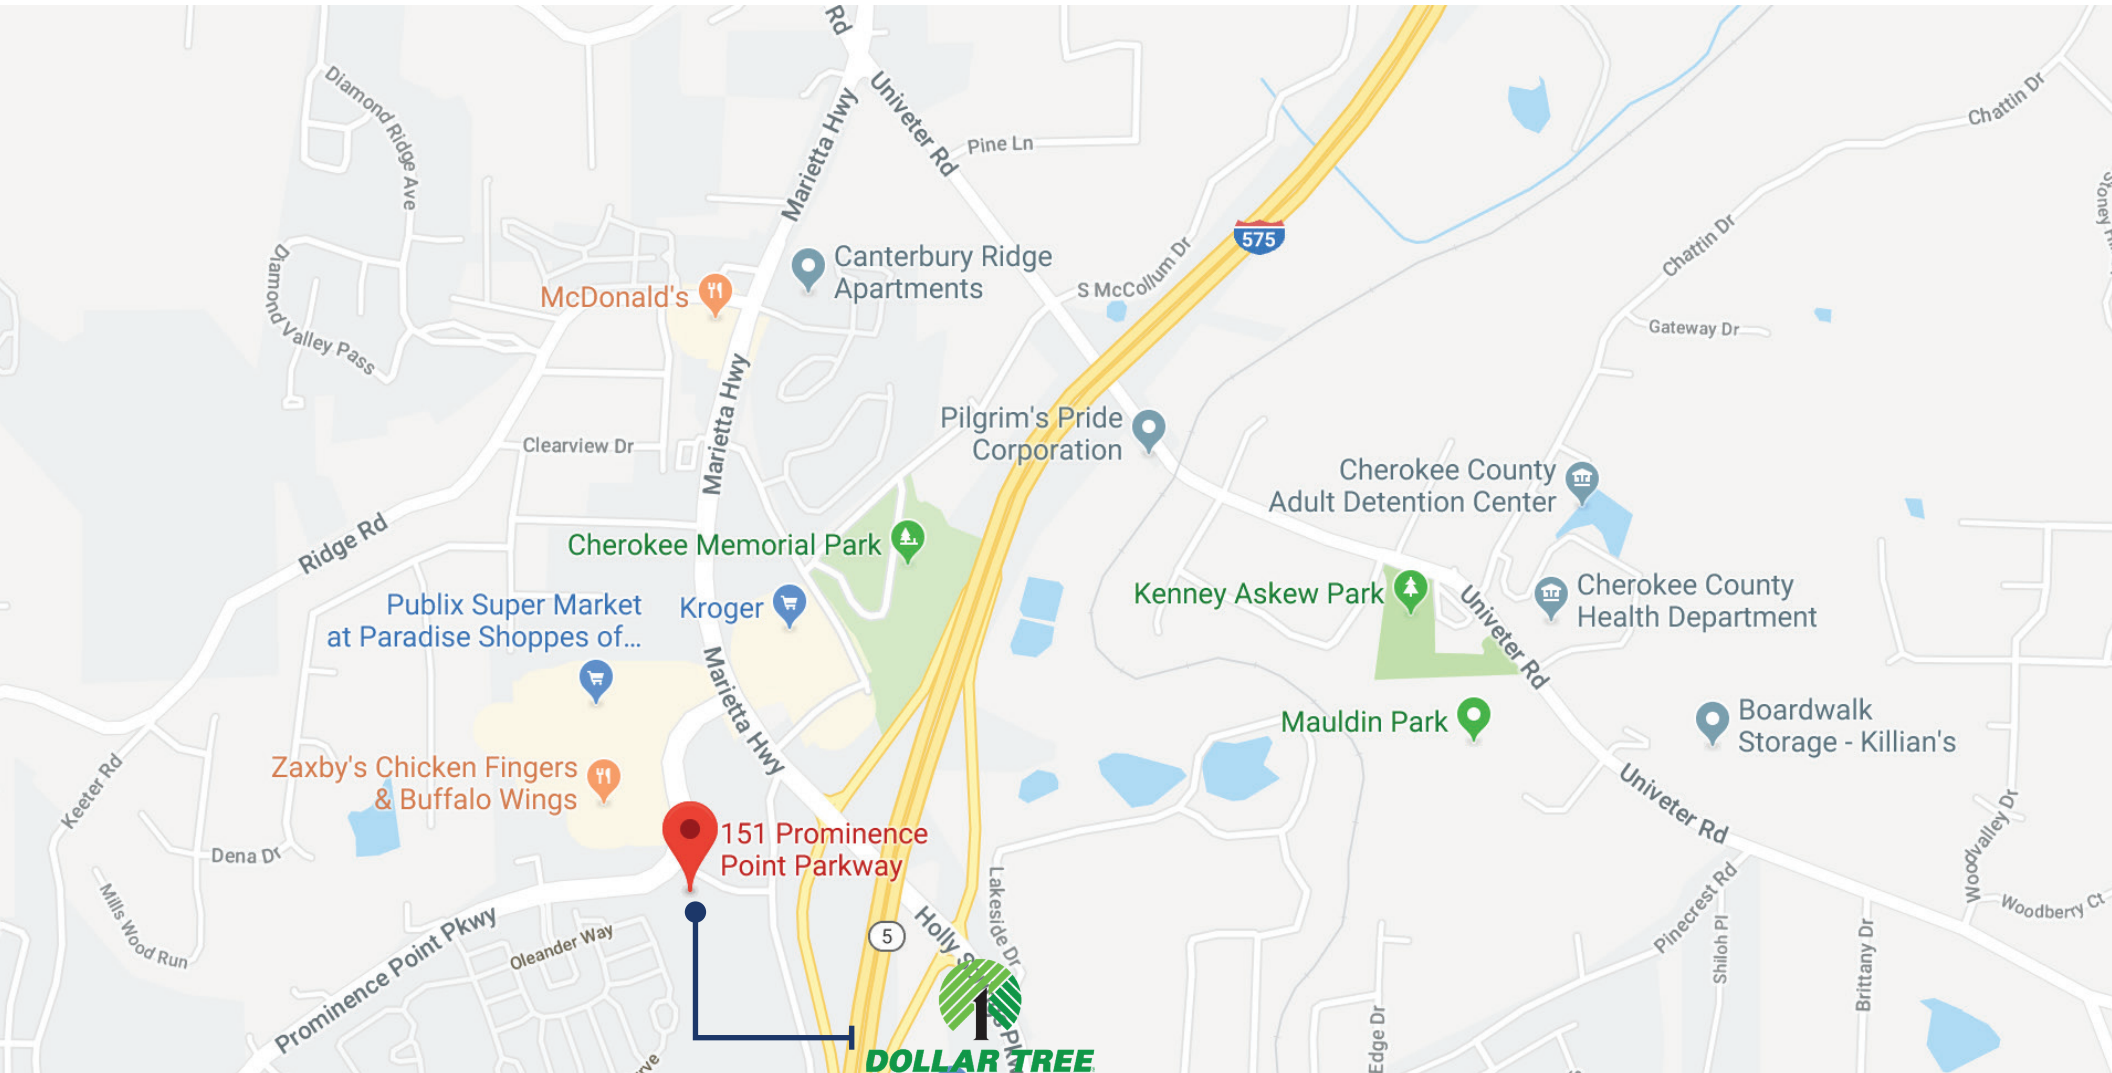 Rd
Diamond Ridge Ave
Marietta Hwy
Univeter Rd
Pine Ln
Chattin Dr
575
Canterbury Ridge
Apartments
S McCollum Dr
Chattin Dr
McDonald's
Diamond Valley Pass
Gateway Dr
Marietta Hwy
Pilgrim's Pride
Corporation
Clearview Dr
Cherokee County
Adult Detention Center
Ridge Rd
Cherokee Memorial Park
Publix Super Market
at Paradise Shoppes of...
Kroger
Kenney Askew Park
Cherokee County
Health Department
Univeter Rd
Marietta Hwy
Mauldin Park
Boardwalk
Storage - Killian's
Keeter Rd
Zaxby's Chicken Fingers
& Buffalo Wings
Univeter Rd
Woodvalley Dr
151 Prominence
Point Parkway
Dena Dr
Mills Wood Run
Lakeside Dr
Pinecrest Rd
Shiloh Pl
Brittany Dr
Woodberry Ct
Prominence Point Pkwy
Oleander Way
5
Holly
Edge Dr
DOLLAR TREE